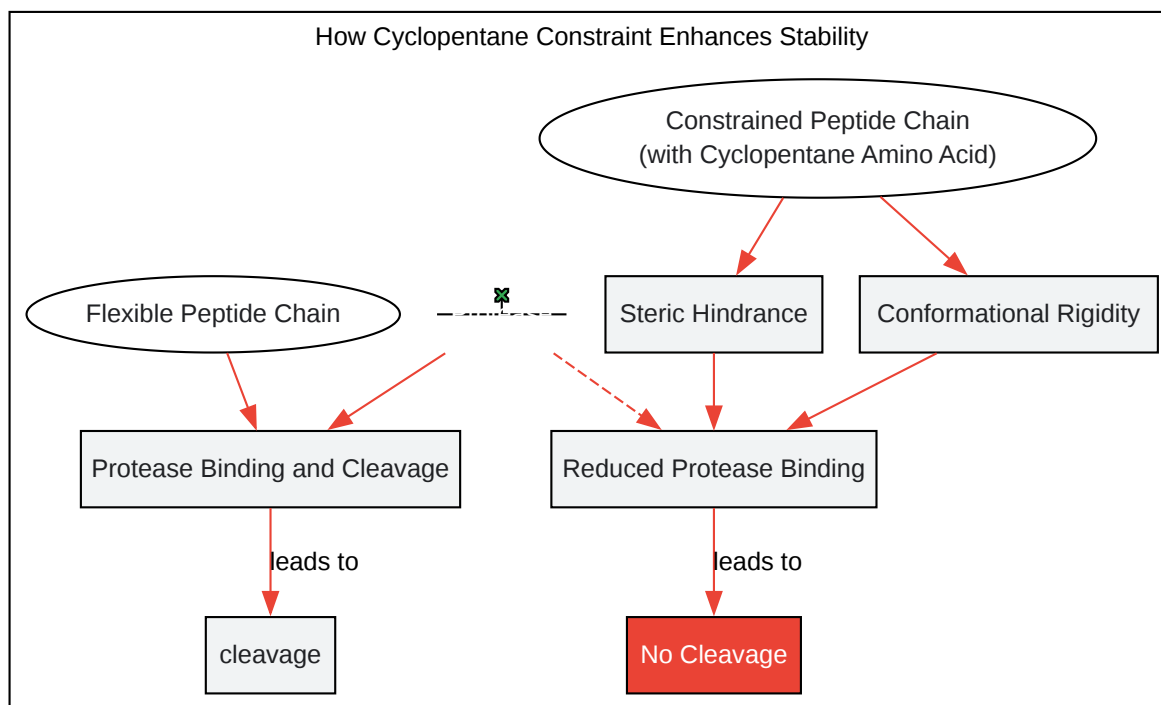 How Cyclopentane Constraint Enhances Stability
Constrained Peptide Chain
(with Cyclopentane Amino Acid)
Flexible Peptide Chain
Steric Hindrance
Conformational Rigidity
Protease Binding and Cleavage
Reduced Protease Binding
leads to
leads to
cleavage
No Cleavage